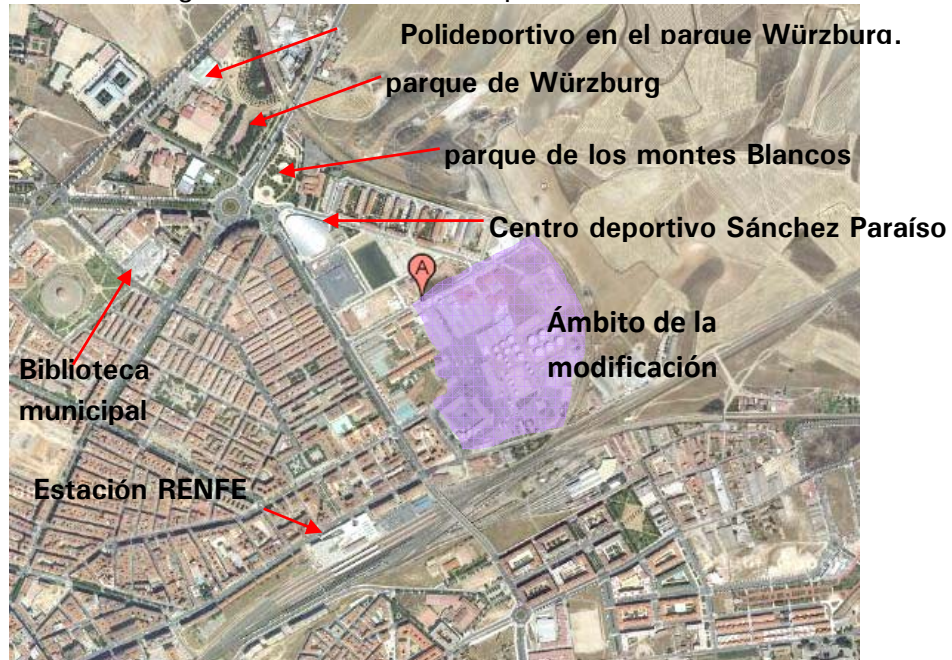 Polideportivo en el parque Würzburg.
parque de Würzburg
parque de los montes Blancos
Centro deportivo Sánchez Paraíso
A
Ámbito de la
modificación
Biblioteca
municipal
Estación RENFE